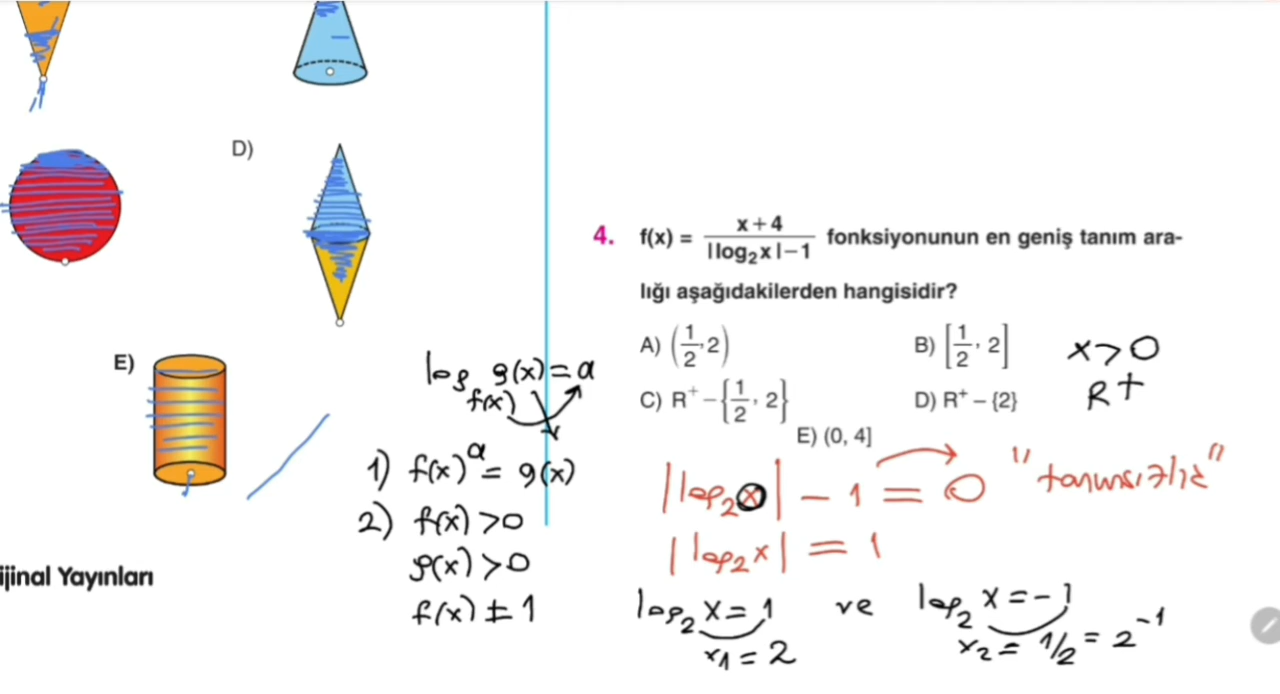 D)
E)
ijinal Yayınları
4. f(x) = x+4 / |log₂x|-1 fonksiyonunun en geniş tanım ara-
lığı aşağıdakilerden hangisidir?
A) (1/2, 2)
B) [1/2, 2]
C) R⁺ - {1/2, 2}
D) R⁺ - {2}
E) (0, 4]
x>0
R+
log_f(x) g(x) = a
1) f(x)^a = g(x)
2) f(x) >0
g(x) >0
f(x) ≠ 1
|log₂x| - 1 = 0 "tanımsızlık"
|log₂x| = 1
log₂x = 1 ve log₂x = -1
x₁ = 2 x₂ = 1/2 = 2⁻¹